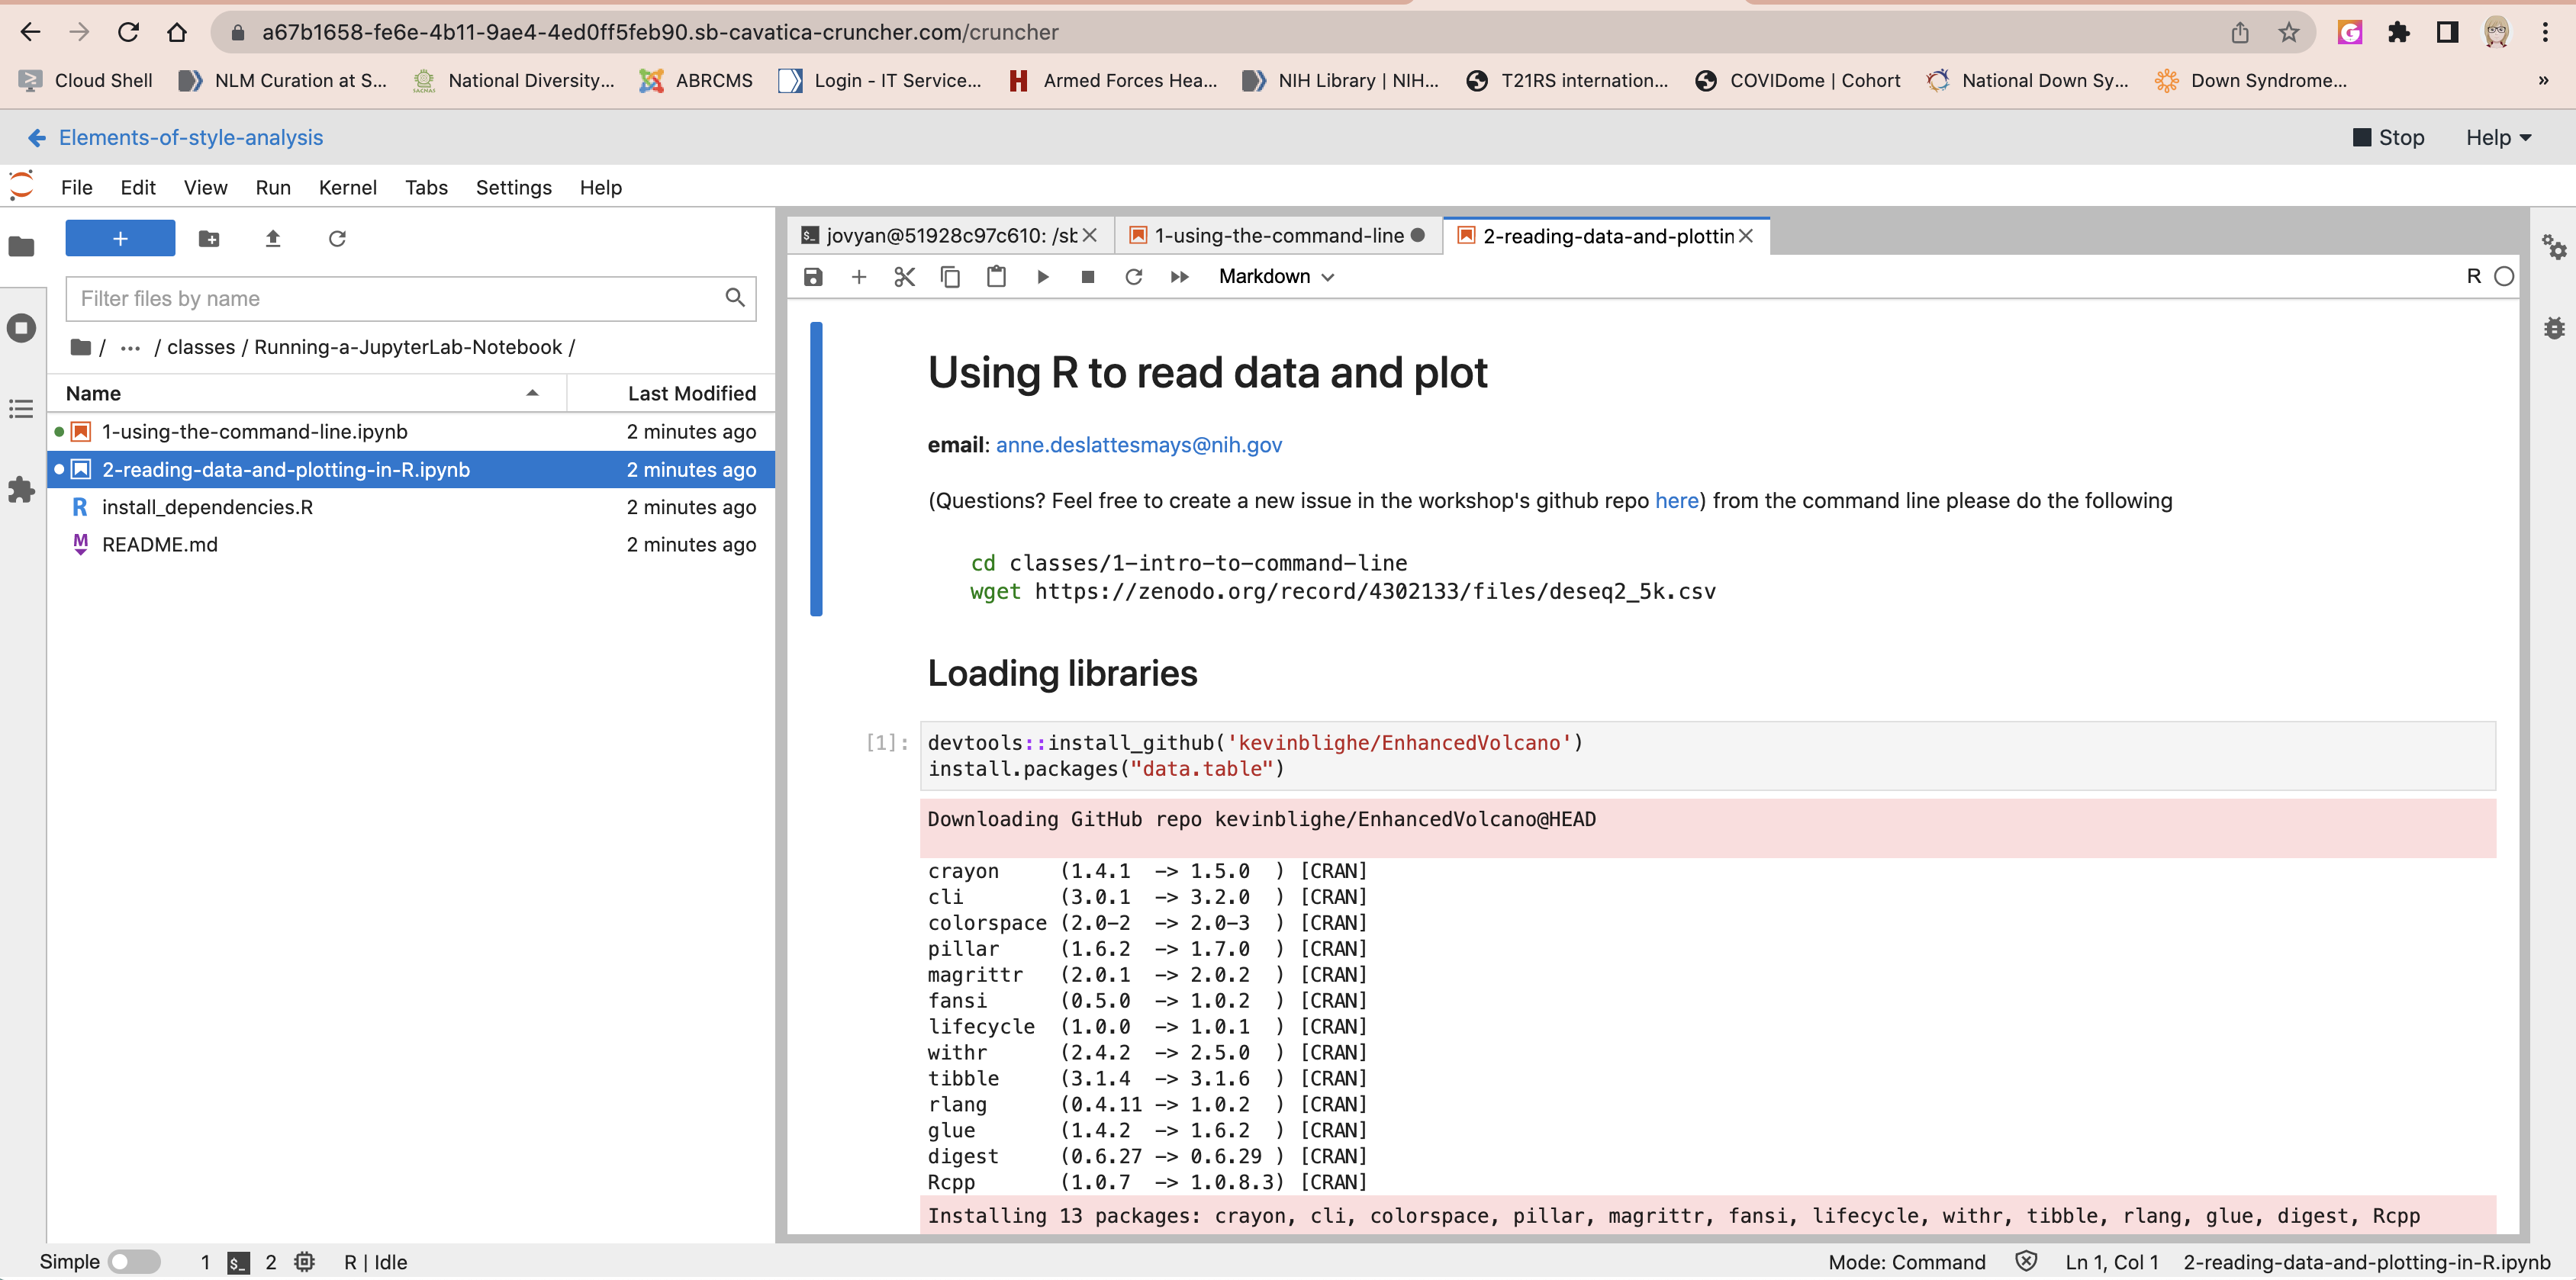 a67b1658-fe6e-4b11-9ae4-4ed0ff5feb90.sb-cavatica-cruncher.com/cruncher
Cloud Shell NLM Curation at S... National Diversity... ABRCMS Login - IT Service... Armed Forces Hea... NIH Library | NIH... T21RS internation... COVIDome | Cohort National Down Sy... Down Syndrome... »
Elements-of-style-analysis Stop Help
File Edit View Run Kernel Tabs Settings Help
jovyan@51928c97c610: /sb 1-using-the-command-line 2-reading-data-and-plottin
Markdown R
Filter files by name
/ ... / classes / Running-a-JupyterLab-Notebook /
Name Last Modified
1-using-the-command-line.ipynb 2 minutes ago
2-reading-data-and-plotting-in-R.ipynb 2 minutes ago
install_dependencies.R 2 minutes ago
README.md 2 minutes ago
Using R to read data and plot
email: anne.deslattesmays@nih.gov
(Questions? Feel free to create a new issue in the workshop's github repo here) from the command line please do the following
cd classes/1-intro-to-command-line
wget https://zenodo.org/record/4302133/files/deseq2_5k.csv
Loading libraries
[1]: devtools::install_github('kevinblighe/EnhancedVolcano')
install.packages("data.table")
Downloading GitHub repo kevinblighe/EnhancedVolcano@HEAD
crayon (1.4.1 -> 1.5.0 ) [CRAN]
cli (3.0.1 -> 3.2.0 ) [CRAN]
colorspace (2.0-2 -> 2.0-3 ) [CRAN]
pillar (1.6.2 -> 1.7.0 ) [CRAN]
magrittr (2.0.1 -> 2.0.2 ) [CRAN]
fansi (0.5.0 -> 1.0.2 ) [CRAN]
lifecycle (1.0.0 -> 1.0.1 ) [CRAN]
withr (2.4.2 -> 2.5.0 ) [CRAN]
tibble (3.1.4 -> 3.1.6 ) [CRAN]
rlang (0.4.11 -> 1.0.2 ) [CRAN]
glue (1.4.2 -> 1.6.2 ) [CRAN]
digest (0.6.27 -> 0.6.29 ) [CRAN]
Rcpp (1.0.7 -> 1.0.8.3) [CRAN]
Installing 13 packages: crayon, cli, colorspace, pillar, magrittr, fansi, lifecycle, withr, tibble, rlang, glue, digest, Rcpp
Simple 1 $_ 2 R | Idle Mode: Command Ln 1, Col 1 2-reading-data-and-plotting-in-R.ipynb